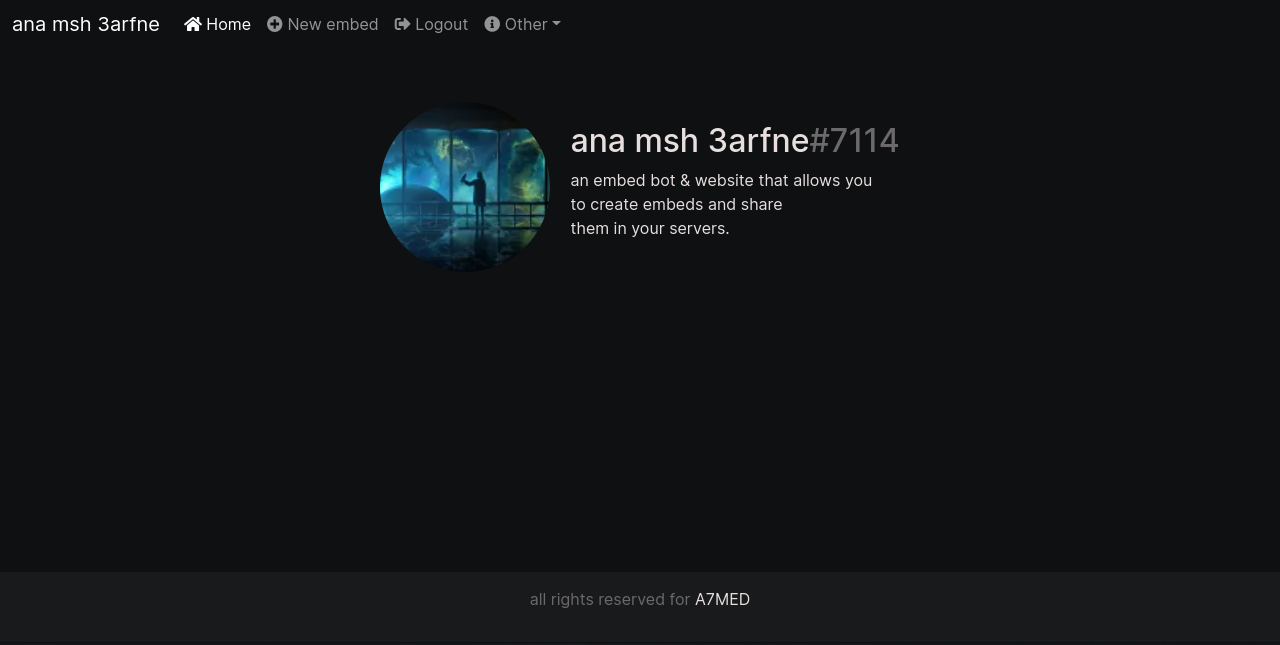 ana msh 3arfne Home New embed Logout Other
ana msh 3arfne#7114
an embed bot & website that allows you
to create embeds and share
them in your servers.
all rights reserved for A7MED